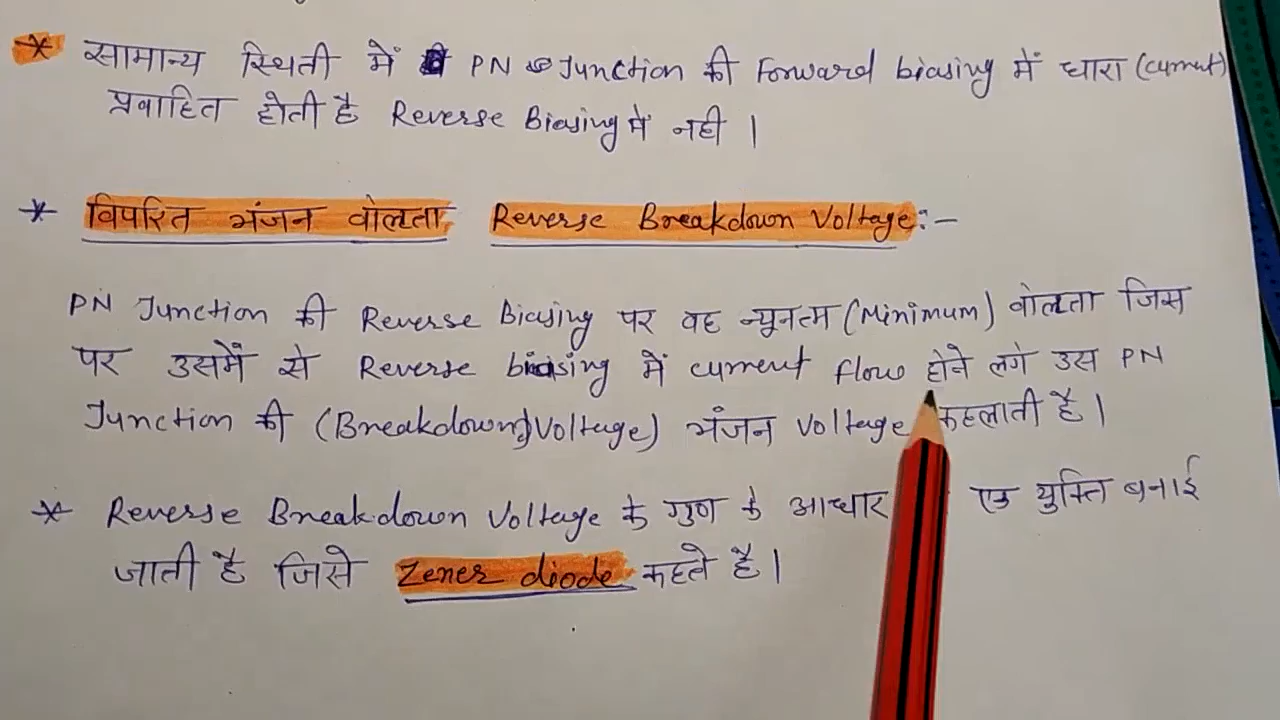 * सामान्य स्थिती में PN Junction की Forward biasing में धारा (current)
प्रवाहित होती है Reverse Biasing में नही ।
* विपरित भंजन वोल्टता Reverse Breakdown Voltage :-
PN Junction की Reverse Biasing पर वह न्यूनतम (Minimum) वोल्टता जिस
पर उसमें से Reverse biasing में current flow होने लगे उस PN
Junction की (Breakdown Voltage) भंजन Voltage कहलाती है ।
* Reverse Breakdown Voltage के गुण के आधार एक युक्ति बनाई
जाती है जिसे Zener diode कहते है ।